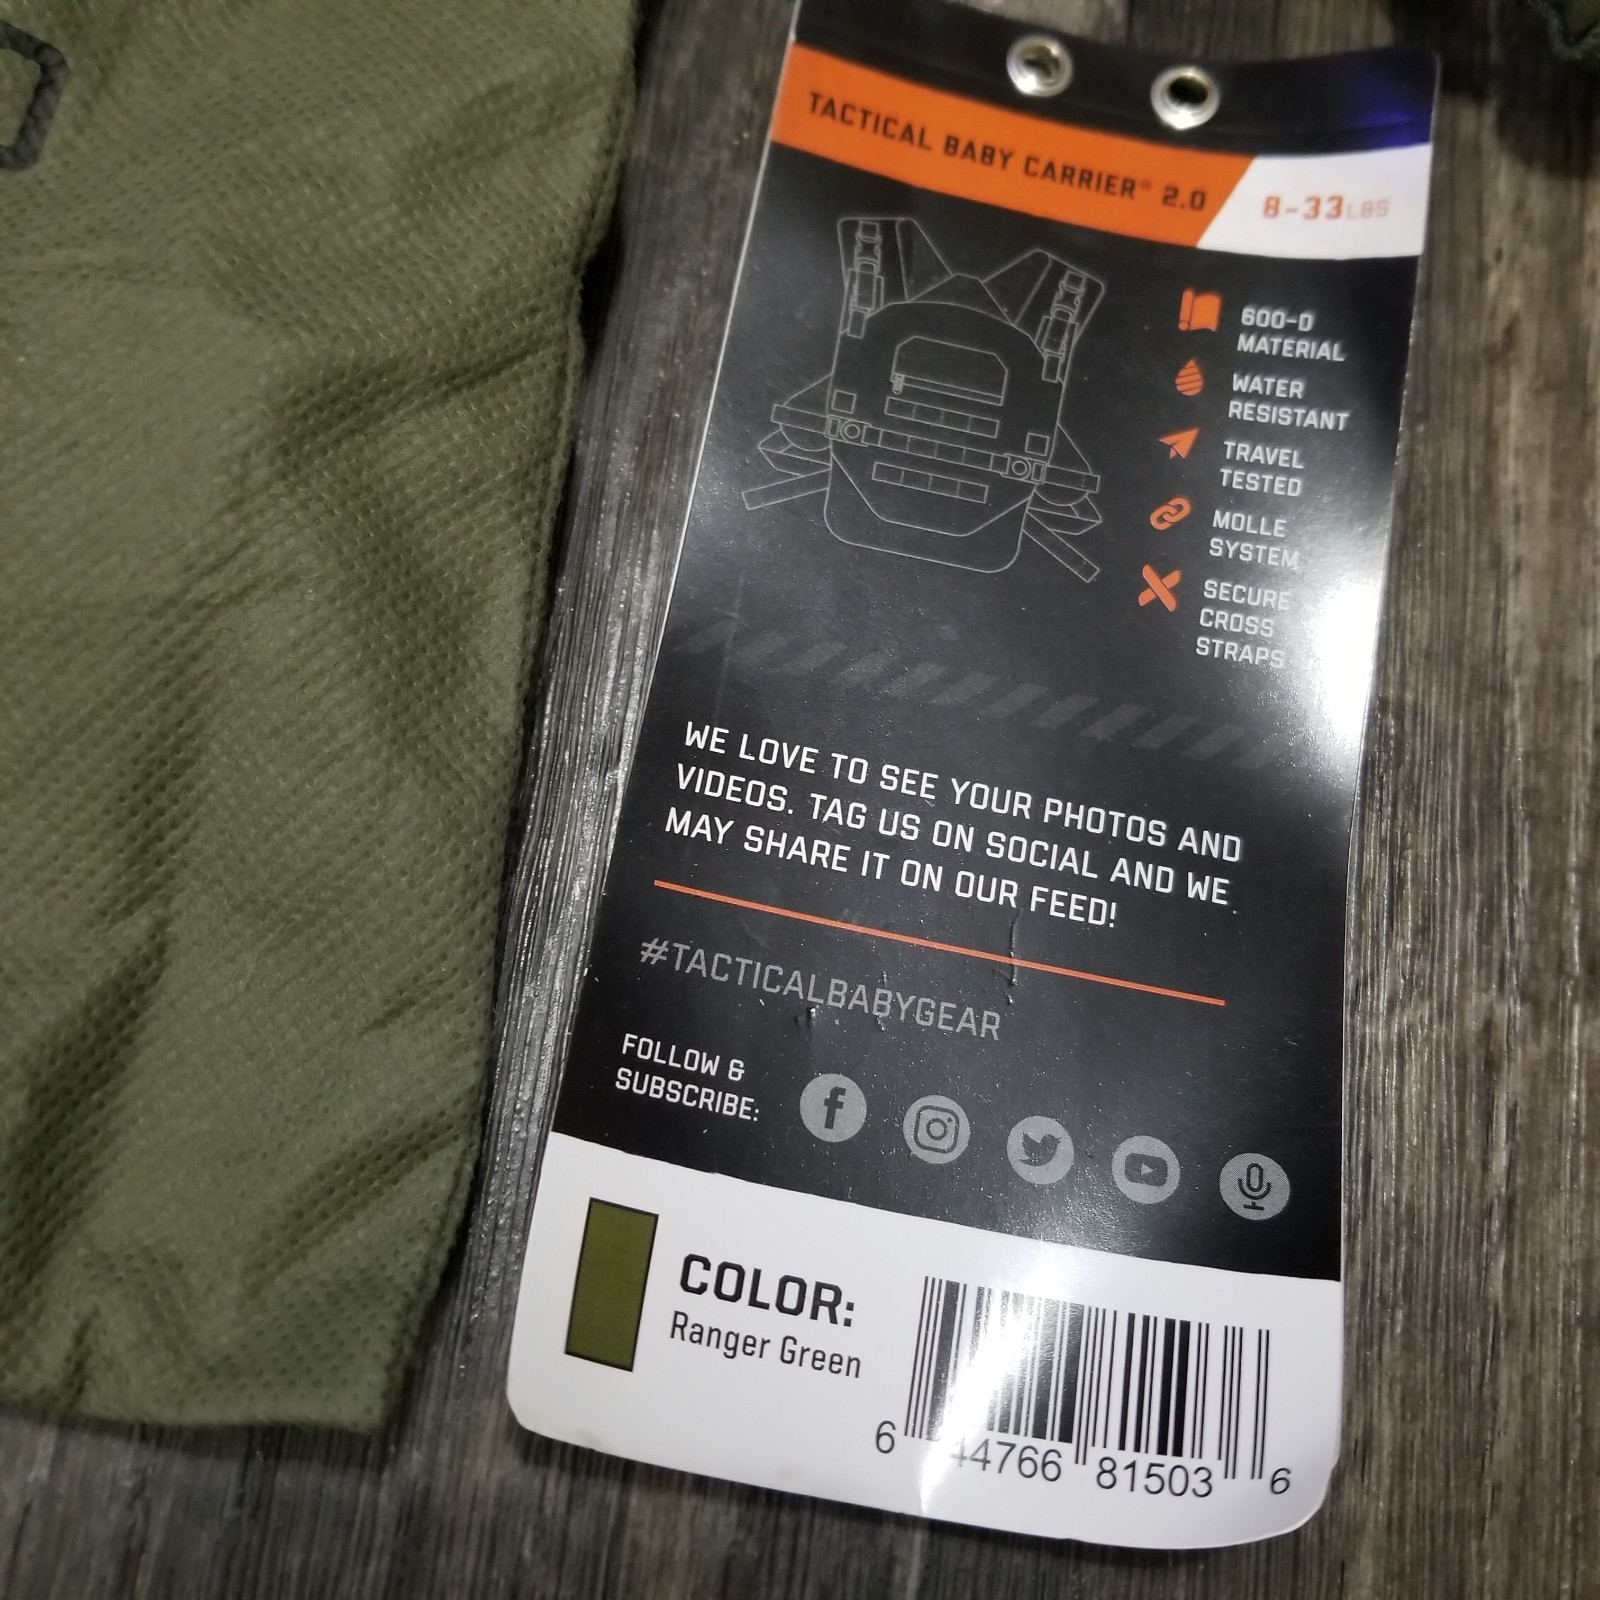 TACTICAL BABY CARRIER® 2.0
8-33 LBS
600-D
MATERIAL
WATER
RESISTANT
TRAVEL
TESTED
MOLLE
SYSTEM
SECURE
CROSS
STRAPS
WE LOVE TO SEE YOUR PHOTOS AND
VIDEOS. TAG US ON SOCIAL AND WE
MAY SHARE IT ON OUR FEED!
#TACTICALBABYGEAR
FOLLOW &
SUBSCRIBE:
COLOR:
Ranger Green
6 44766 81503 6